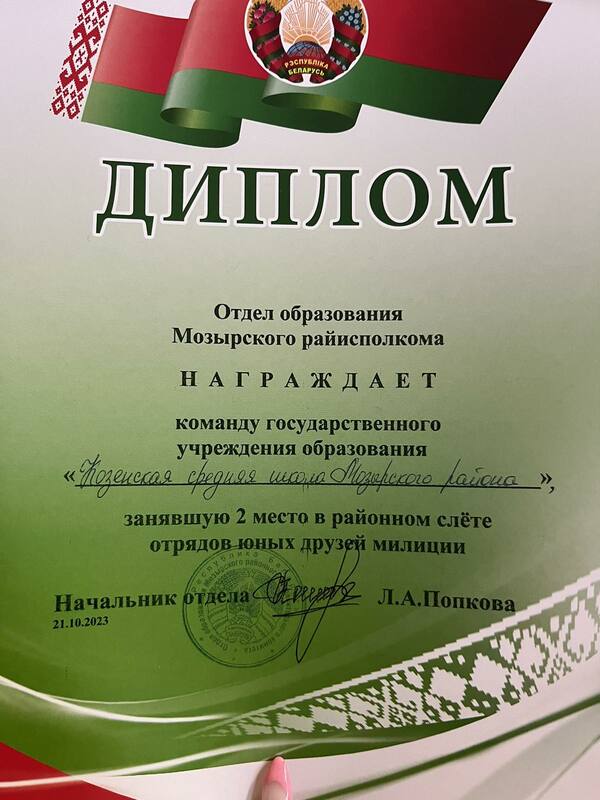 РЭСПУБЛІКА
БЕЛАРУСЬ
ДИПЛОМ
Отдел образования
Мозырского райисполкома
НАГРАЖДАЕТ
команду государственного
учреждения образования
«Козенская средняя школа Мозырского района»,
занявшую 2 место в районном слёте
отрядов юных друзей милиции
Начальник отдела Л.А.Попкова
21.10.2023